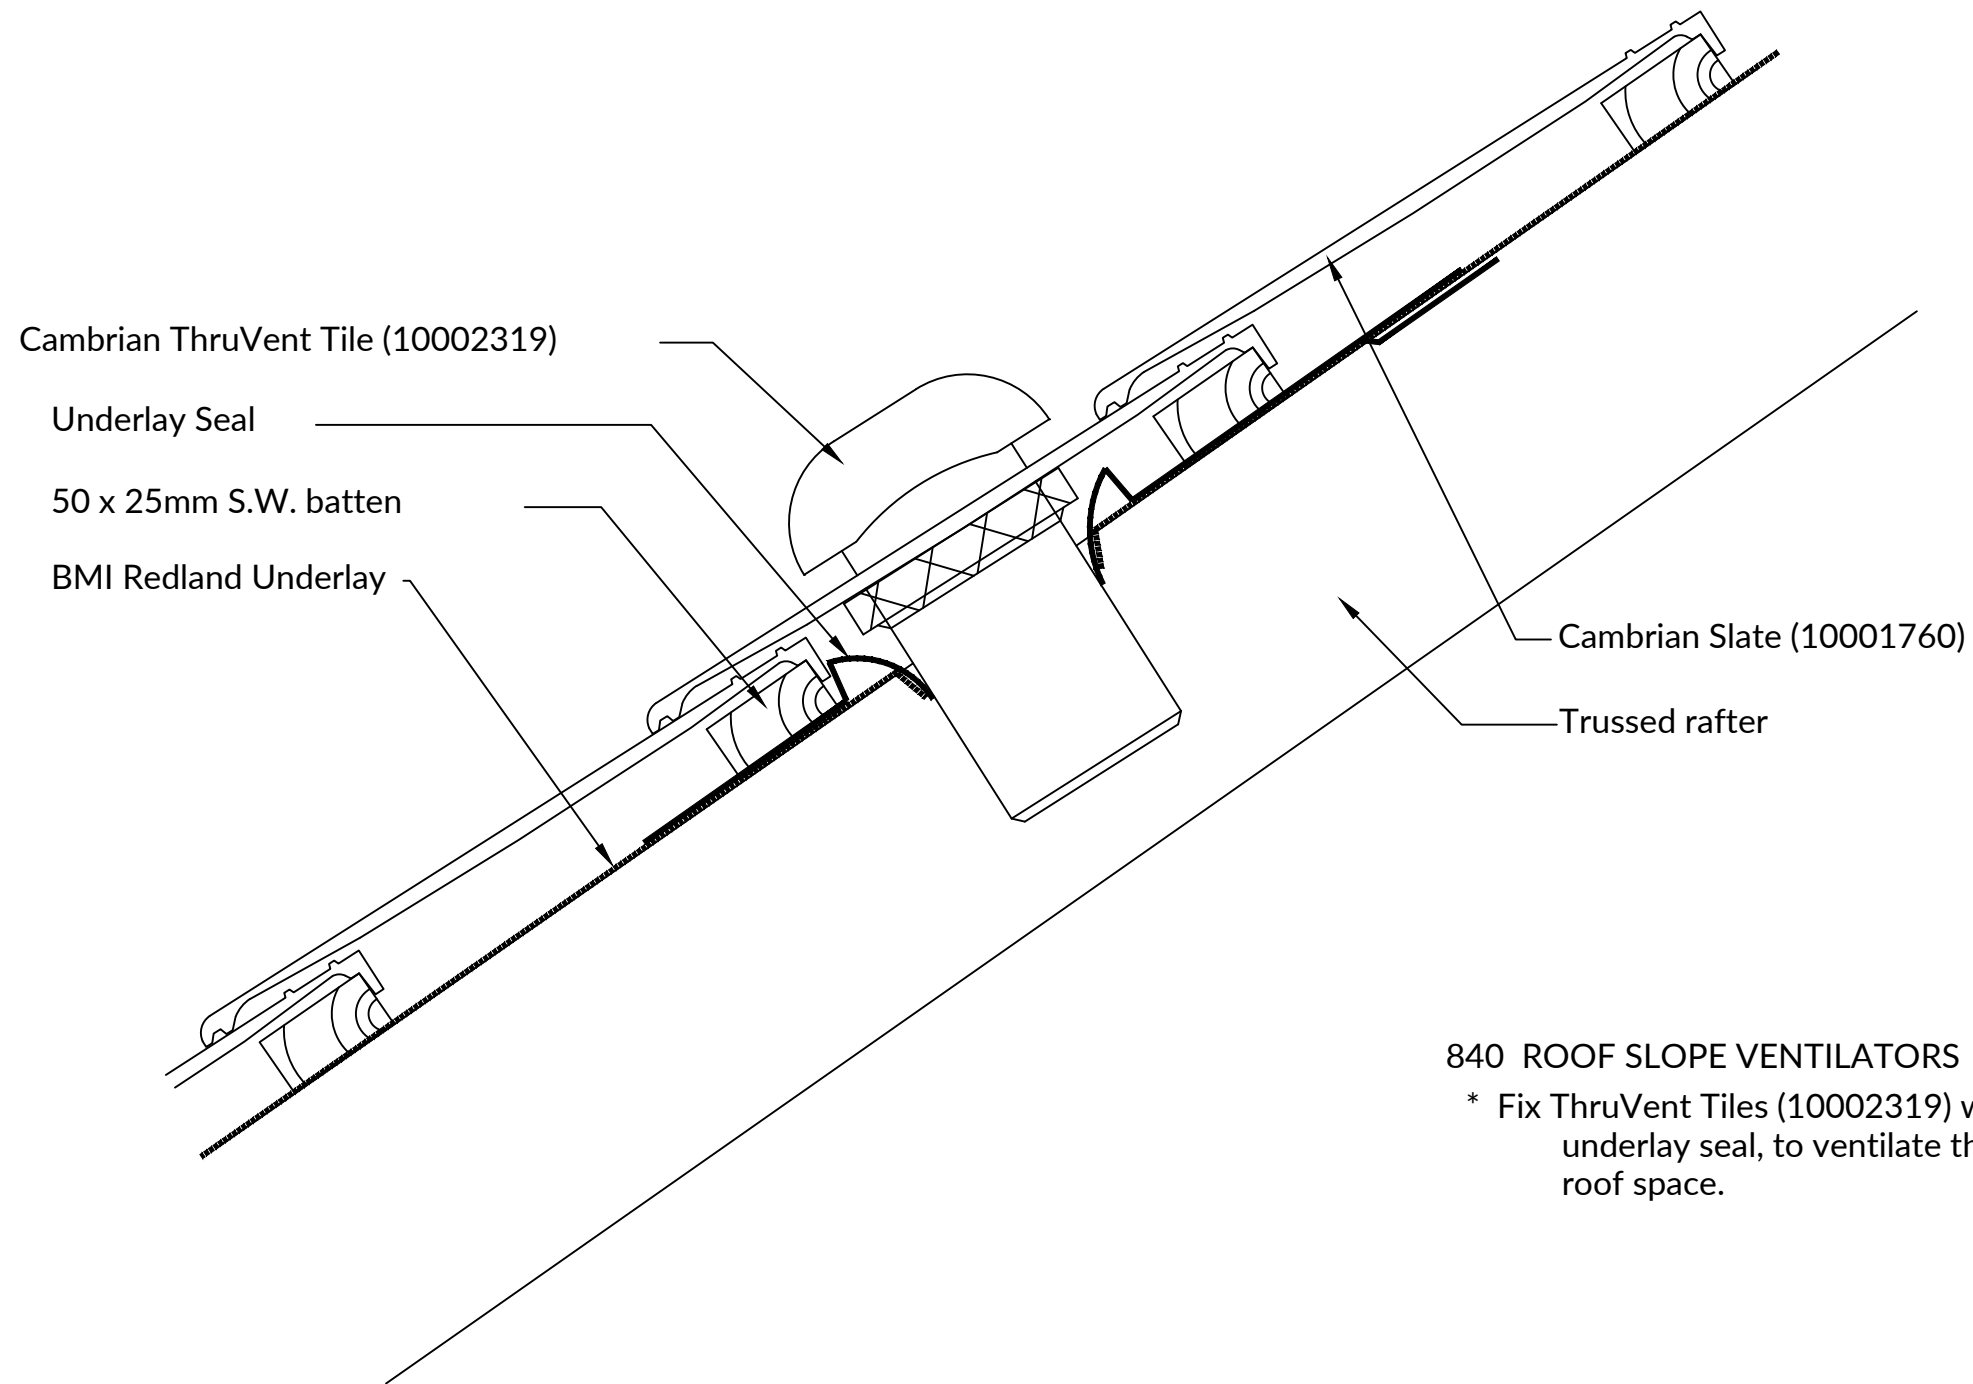 Cambrian ThruVent Tile (10002319)
Underlay Seal
50 x 25mm S.W. batten
BMI Redland Underlay
Cambrian Slate (10001760)
Trussed rafter
840 ROOF SLOPE VENTILATORS
* Fix ThruVent Tiles (10002319)
underlay seal, to ventilate
roof space.